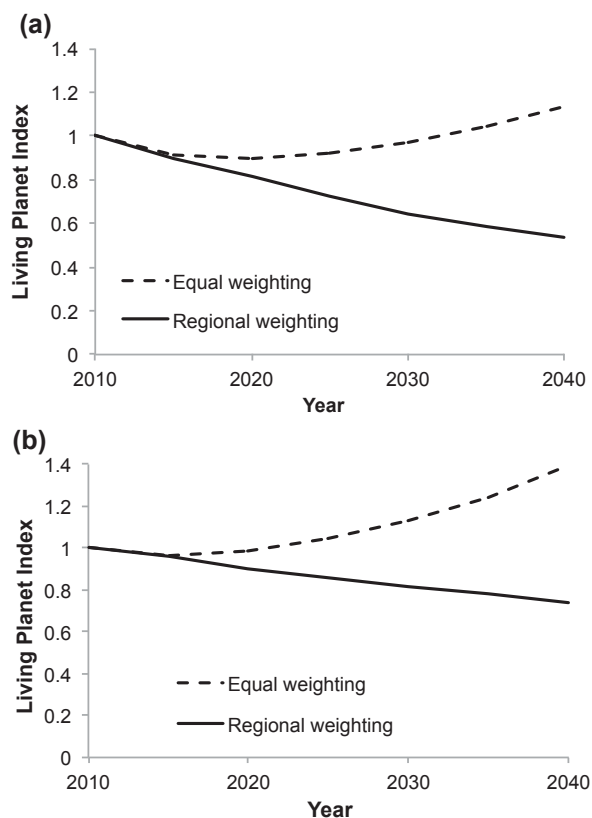 (a)
Living Planet Index
1.4
1.2
1
0.8
0.6
0.4
0.2
0
Equal weighting
Regional weighting
2010 2020 2030 2040
Year
(b)
Living Planet Index
1.4
1.2
1
0.8
0.6
0.4
0.2
0
Equal weighting
Regional weighting
2010 2020 2030 2040
Year